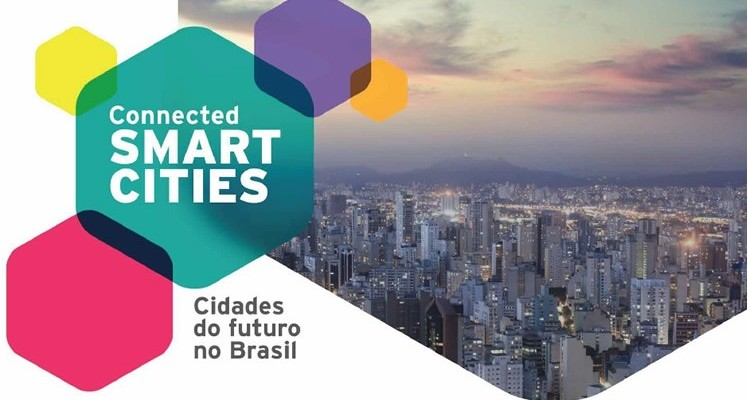 Connected
SMART
CITIES
Cidades
do futuro
no Brasil